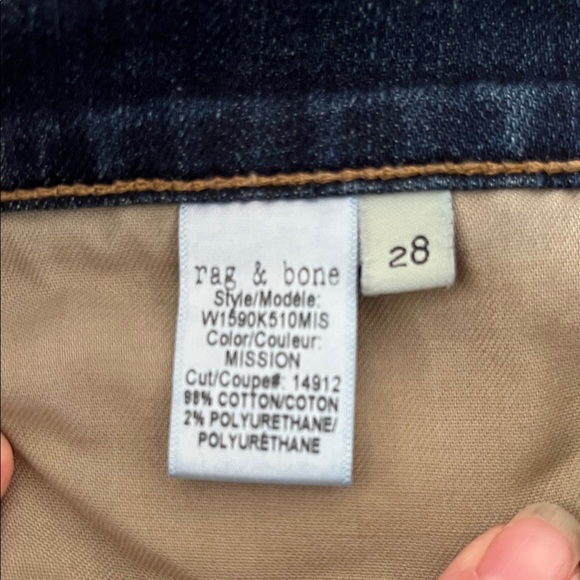 rag & bone
Style/Modèle:
W1590K510MIS
Color/Couleur:
MISSION
Cut/Coupe#: 14912
98% COTTON/COTON
2% POLYURETHANE/
POLYURÉTHANE
28